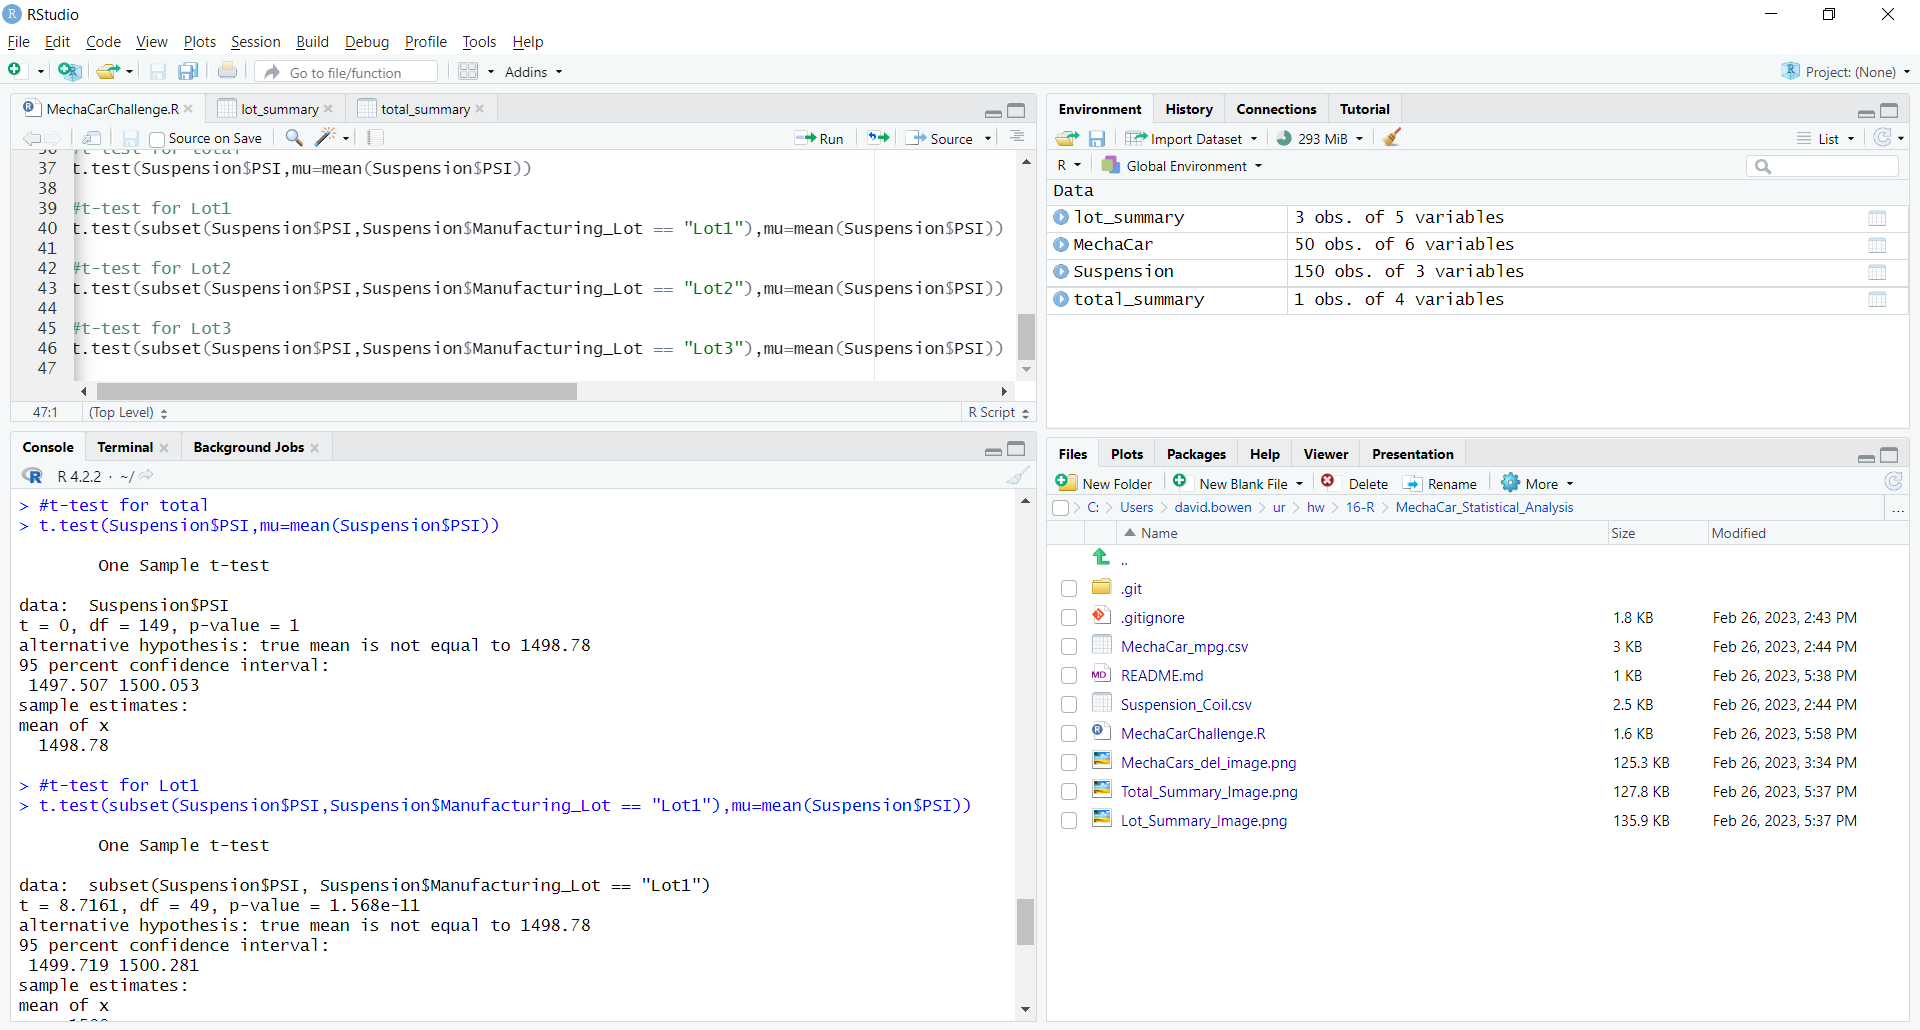 RStudio
File Edit Code View Plots Session Build Debug Profile Tools Help
Go to file/function Addins Project: (None)
MechaCarChallenge.R lot_summary total_summary
Source on Save Run Source
37 t.test(Suspension$PSI,mu=mean(Suspension$PSI))
38
39 #t-test for Lot1
40 t.test(subset(Suspension$PSI,Suspension$Manufacturing_Lot == "Lot1"),mu=mean(Suspension$PSI))
41
42 #t-test for Lot2
43 t.test(subset(Suspension$PSI,Suspension$Manufacturing_Lot == "Lot2"),mu=mean(Suspension$PSI))
44
45 #t-test for Lot3
46 t.test(subset(Suspension$PSI,Suspension$Manufacturing_Lot == "Lot3"),mu=mean(Suspension$PSI))
47
47:1 (Top Level) R Script
Console Terminal Background Jobs
R 4.2.2 · ~/
> #t-test for total
> t.test(Suspension$PSI,mu=mean(Suspension$PSI))
One Sample t-test
data: Suspension$PSI
t = 0, df = 149, p-value = 1
alternative hypothesis: true mean is not equal to 1498.78
95 percent confidence interval:
1497.507 1500.053
sample estimates:
mean of x
1498.78
> #t-test for Lot1
> t.test(subset(Suspension$PSI,Suspension$Manufacturing_Lot == "Lot1"),mu=mean(Suspension$PSI))
One Sample t-test
data: subset(Suspension$PSI, Suspension$Manufacturing_Lot == "Lot1")
t = 8.7161, df = 49, p-value = 1.568e-11
alternative hypothesis: true mean is not equal to 1498.78
95 percent confidence interval:
1499.719 1500.281
sample estimates:
mean of x
Environment History Connections Tutorial
Import Dataset 293 MiB List
R Global Environment
Data
lot_summary 3 obs. of 5 variables
MechaCar 50 obs. of 6 variables
Suspension 150 obs. of 3 variables
total_summary 1 obs. of 4 variables
Files Plots Packages Help Viewer Presentation
New Folder New Blank File Delete Rename More
C: Users david.bowen ur hw 16-R MechaCar_Statistical_Analysis ...
Name Size Modified
..
.git
.gitignore 1.8 KB Feb 26, 2023, 2:43 PM
MechaCar_mpg.csv 3 KB Feb 26, 2023, 2:44 PM
README.md 1 KB Feb 26, 2023, 5:38 PM
Suspension_Coil.csv 2.5 KB Feb 26, 2023, 2:44 PM
MechaCarChallenge.R 1.6 KB Feb 26, 2023, 5:58 PM
MechaCars_del_image.png 125.3 KB Feb 26, 2023, 3:34 PM
Total_Summary_Image.png 127.8 KB Feb 26, 2023, 5:37 PM
Lot_Summary_Image.png 135.9 KB Feb 26, 2023, 5:37 PM